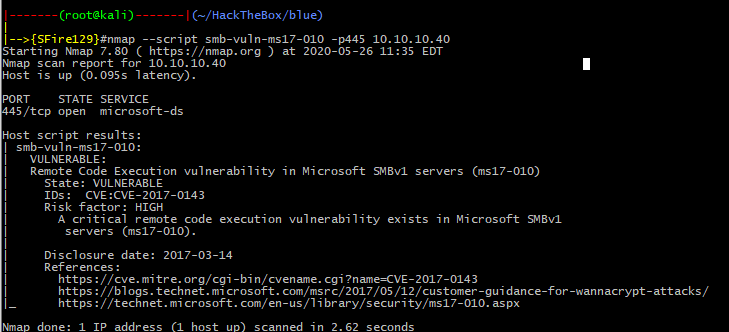 |-------(root@kali)-------|(~/HackTheBox/blue)
|
|-->{SFire129}#nmap --script smb-vuln-ms17-010 -p445 10.10.10.40
Starting Nmap 7.80 ( https://nmap.org ) at 2020-05-26 11:35 EDT
Nmap scan report for 10.10.10.40
Host is up (0.095s latency).

PORT    STATE SERVICE
445/tcp open  microsoft-ds

Host script results:
| smb-vuln-ms17-010:
|   VULNERABLE:
|   Remote Code Execution vulnerability in Microsoft SMBv1 servers (ms17-010)
|     State: VULNERABLE
|     IDs:  CVE:CVE-2017-0143
|     Risk factor: HIGH
|       A critical remote code execution vulnerability exists in Microsoft SMBv1
|        servers (ms17-010).
|
|     Disclosure date: 2017-03-14
|     References:
|       https://cve.mitre.org/cgi-bin/cvename.cgi?name=CVE-2017-0143
|       https://blogs.technet.microsoft.com/msrc/2017/05/12/customer-guidance-for-wannacrypt-attacks/
|_      https://technet.microsoft.com/en-us/library/security/ms17-010.aspx

Nmap done: 1 IP address (1 host up) scanned in 2.62 seconds